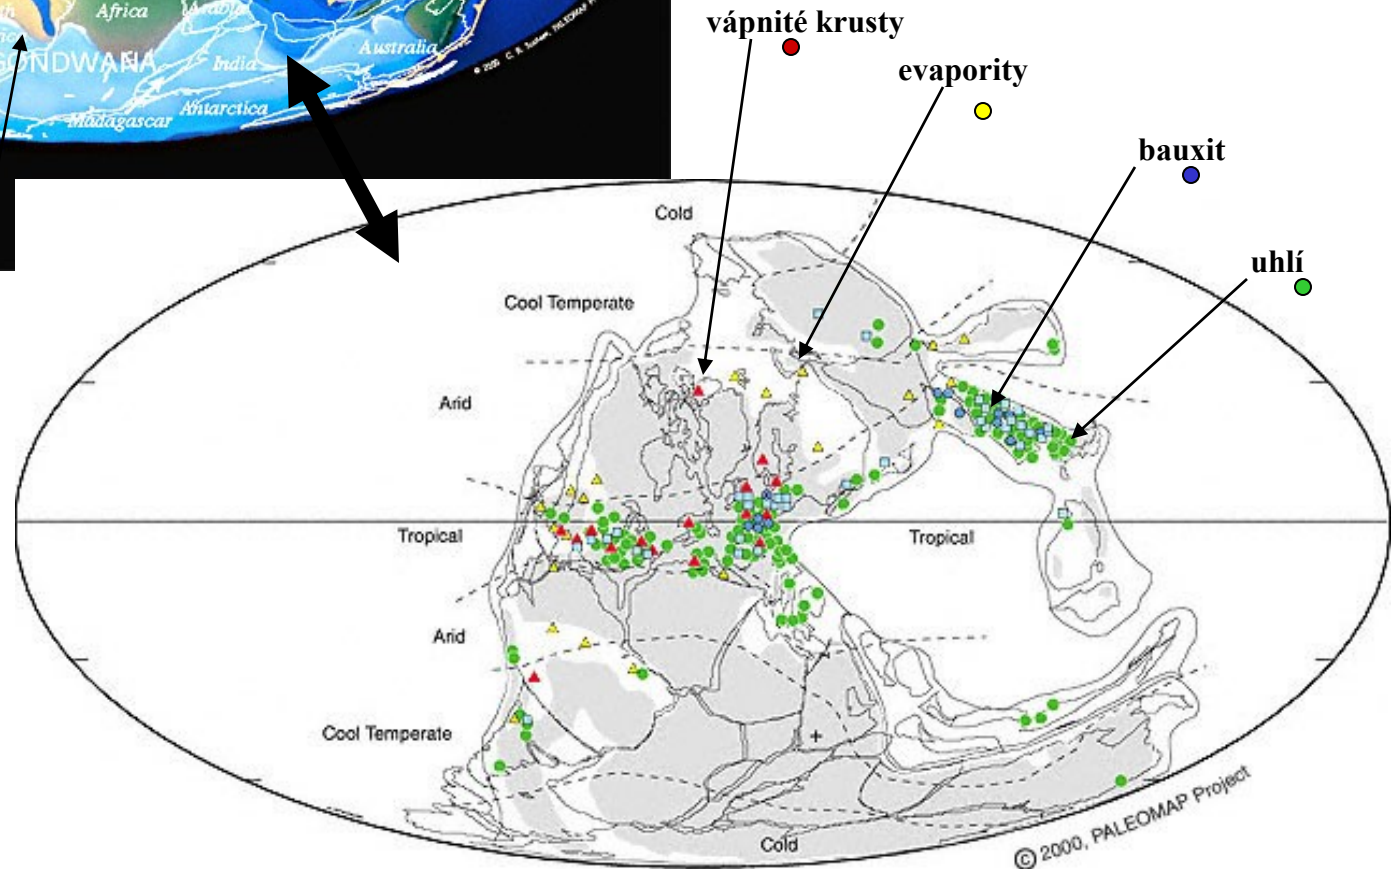 Africa
Arabia
Australia
GONDWANA
India
Antarctica
Madagascar
vápnité krusty
evapority
bauxit
uhlí
Cold
Cool Temperate
Arid
Tropical
Tropical
Arid
Cool Temperate
Cold
© 2000, PALEOMAP Project